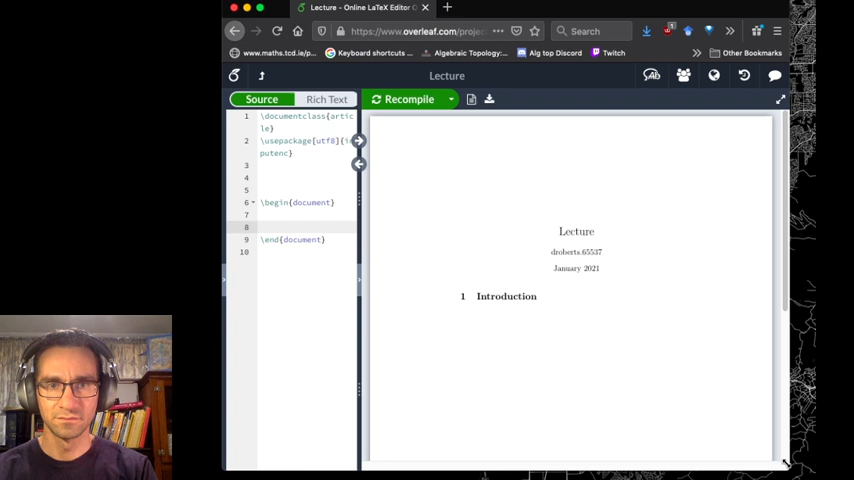 Lecture - Online LaTeX Editor O
https://www.overleaf.com/projec
Search
1
www.maths.tcd.ie/p...
Keyboard shortcuts ...
Algebraic Topology:...
Alg top Discord
Twitch
Other Bookmarks
Lecture
Source
Rich Text
Recompile
1 \documentclass{artic
le}
2 \usepackage[utf8]{in
putenc}
3
4
5
6 \begin{document}
7
8
9 \end{document}
10
Lecture
droberts.65537
January 2021
1 Introduction